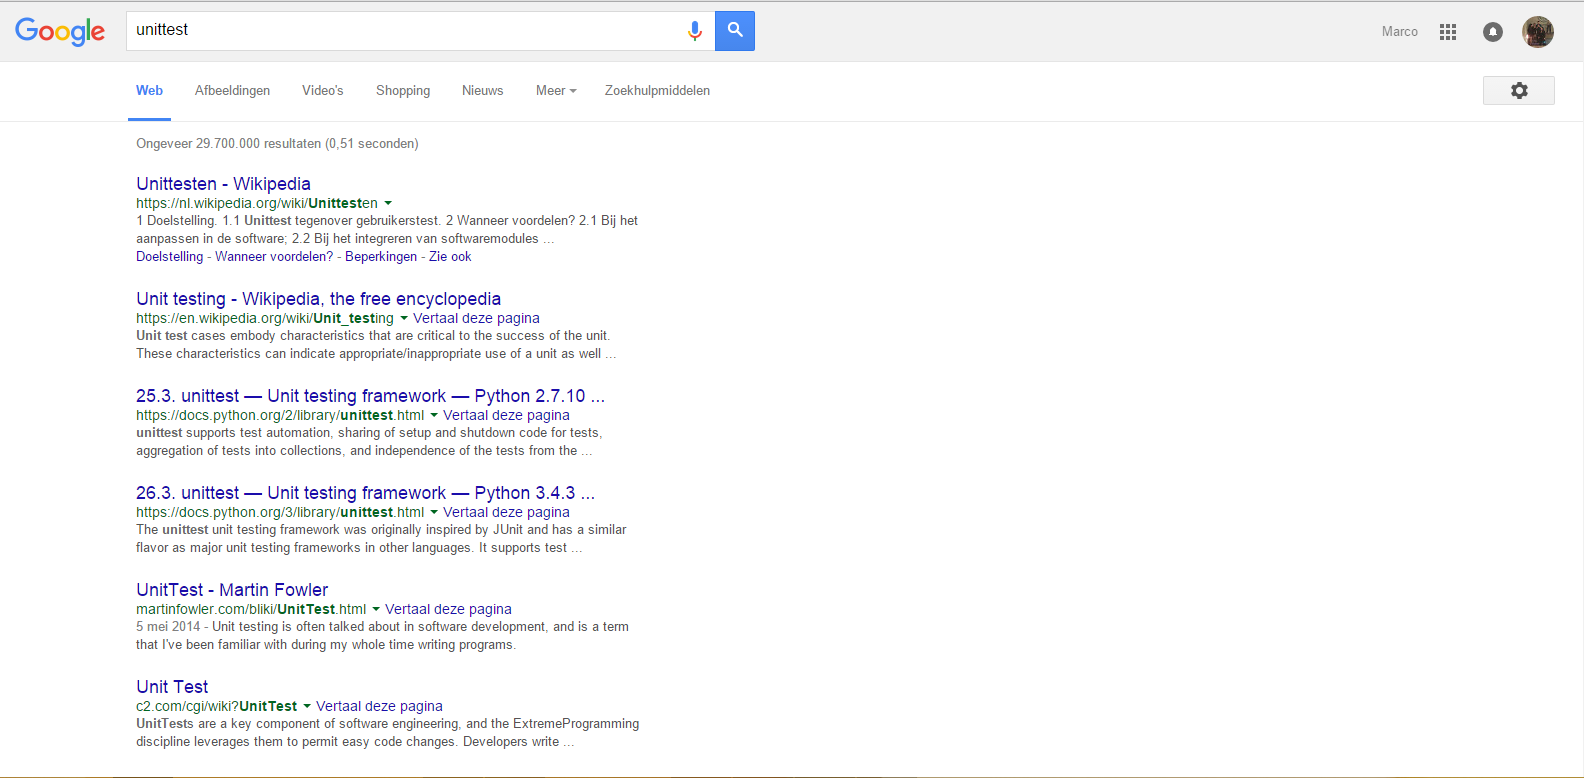 Google
unittest
Marco
Web Afbeeldingen Video's Shopping Nieuws Meer Zoekhulpmiddelen
Ongeveer 29.700.000 resultaten (0,51 seconden)
Unittesten - Wikipedia
https://nl.wikipedia.org/wiki/Unittesten
1 Doelstelling. 1.1 Unittest tegenover gebruikerstest. 2 Wanneer voordelen? 2.1 Bij het
aanpassen in de software; 2.2 Bij het integreren van softwaremodules ...
Doelstelling - Wanneer voordelen? - Beperkingen - Zie ook
Unit testing - Wikipedia, the free encyclopedia
https://en.wikipedia.org/wiki/Unit_testing Vertaal deze pagina
Unit test cases embody characteristics that are critical to the success of the unit.
These characteristics can indicate appropriate/inappropriate use of a unit as well ...
25.3. unittest — Unit testing framework — Python 2.7.10 ...
https://docs.python.org/2/library/unittest.html Vertaal deze pagina
unittest supports test automation, sharing of setup and shutdown code for tests,
aggregation of tests into collections, and independence of the tests from the ...
26.3. unittest — Unit testing framework — Python 3.4.3 ...
https://docs.python.org/3/library/unittest.html Vertaal deze pagina
The unittest unit testing framework was originally inspired by JUnit and has a similar
flavor as major unit testing frameworks in other languages. It supports test ...
UnitTest - Martin Fowler
martinfowler.com/bliki/UnitTest.html Vertaal deze pagina
5 mei 2014 - Unit testing is often talked about in software development, and is a term
that I've been familiar with during my whole time writing programs.
Unit Test
c2.com/cgi/wiki?UnitTest Vertaal deze pagina
UnitTests are a key component of software engineering, and the ExtremeProgramming
discipline leverages them to permit easy code changes. Developers write ...